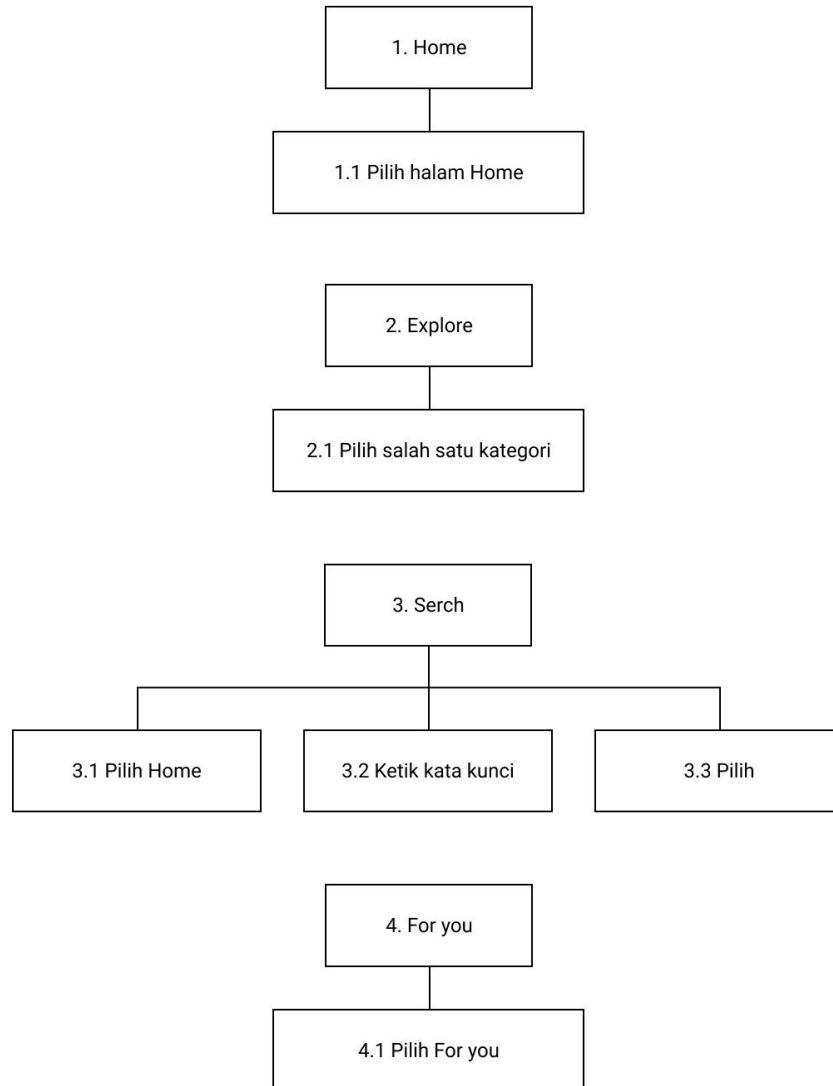 1. Home
1.1 Pilih halam Home
2. Explore
2.1 Pilih salah satu kategori
3. Serch
3.1 Pilih Home
3.2 Ketik kata kunci
3.3 Pilih
4. For you
4.1 Pilih For you